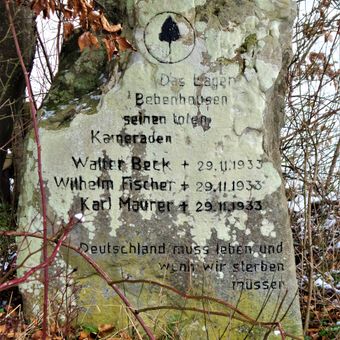 Das Lager
Bebenhausen
seinen toten
Kameraden
Walter Beck + 29.11.1933
Wilhelm Fischer + 29.11.1933
Karl Maurer + 29.11.1933
Deutschland muss leben und
wenn wir sterben
müssen